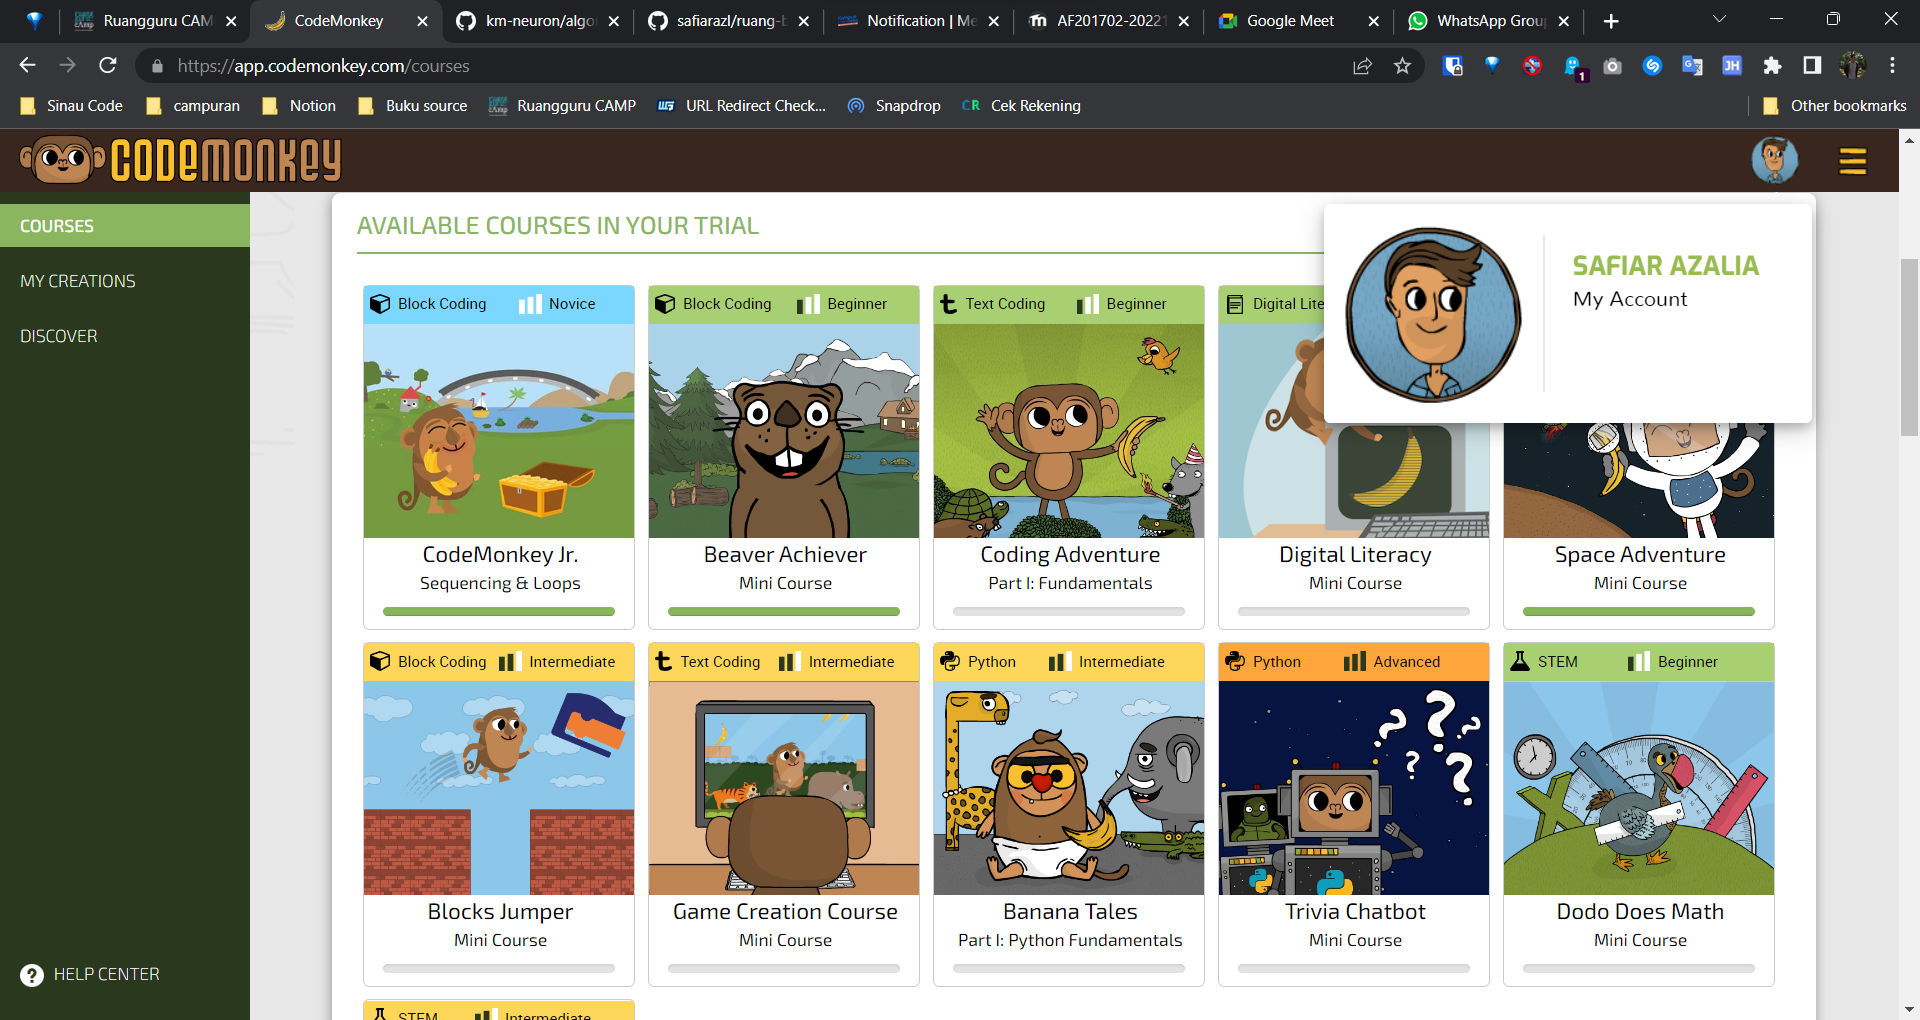 Ruangguru CAM
CodeMonkey
km-neuron/algo
safiarazl/ruang-b
Notification | Me
AF201702-20221
Google Meet
WhatsApp Group
https://app.codemonkey.com/courses
1
JH
Sinau Code
campuran
Notion
Buku source
Ruangguru CAMP
URL Redirect Check...
Snapdrop
CR Cek Rekening
Other bookmarks
CODEMONKEY
COURSES
MY CREATIONS
DISCOVER
HELP CENTER
AVAILABLE COURSES IN YOUR TRIAL
SAFIAR AZALIA
My Account
Block Coding Novice
CodeMonkey Jr.
Sequencing & Loops
Block Coding Beginner
Beaver Achiever
Mini Course
Text Coding Beginner
Coding Adventure
Part I: Fundamentals
Digital Lite
Digital Literacy
Mini Course
Space Adventure
Mini Course
Block Coding Intermediate
Blocks Jumper
Mini Course
Text Coding Intermediate
Game Creation Course
Mini Course
Python Intermediate
Banana Tales
Part I: Python Fundamentals
Python Advanced
Trivia Chatbot
Mini Course
STEM Beginner
Dodo Does Math
Mini Course
STEM Intermediate